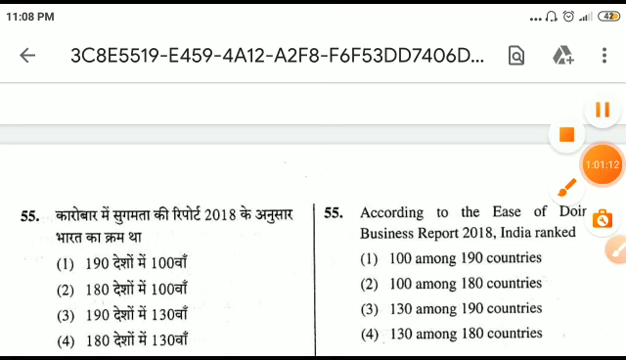 11:08 PM
42
3C8E5519-E459-4A12-A2F8-F6F53DD7406D...
1:01:12
55. कारोबार में सुगमता की रिपोर्ट 2018 के अनुसार
भारत का क्रम था
(1) 190 देशों में 100वाँ
(2) 180 देशों में 100वाँ
(3) 190 देशों में 130वाँ
(4) 180 देशों में 130वाँ
55. According to the Ease of Doin
Business Report 2018, India ranked
(1) 100 among 190 countries
(2) 100 among 180 countries
(3) 130 among 190 countries
(4) 130 among 180 countries